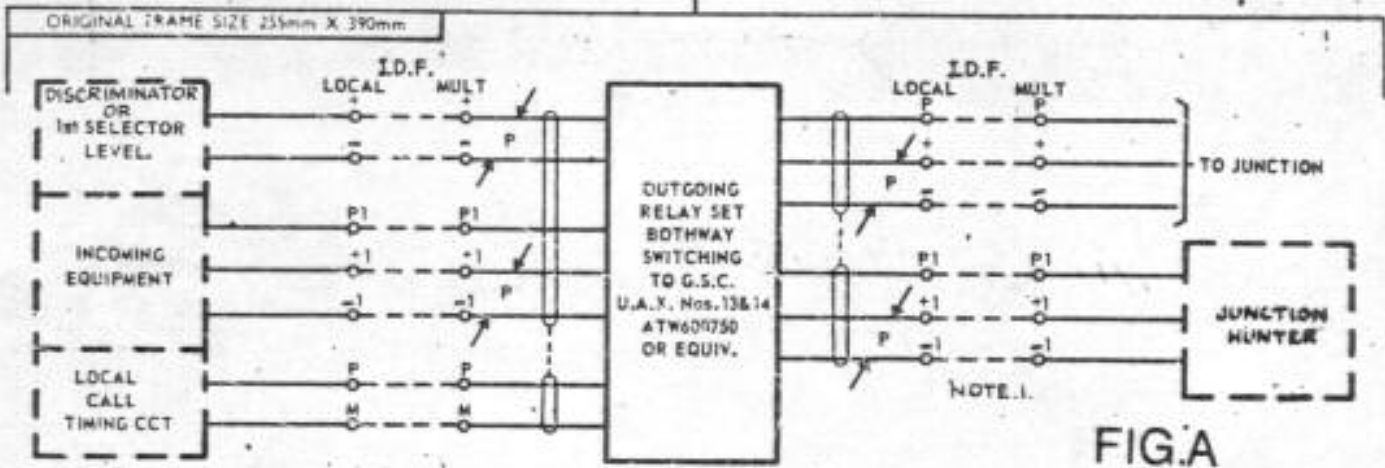 ORIGINAL FRAME SIZE 255mm X 390mm
I.D.F.
LOCAL MULT
DISCRIMINATOR
OR
1st SELECTOR
LEVEL.
+ +
P
- -
INCOMING
EQUIPMENT
P1 P1
+1 +1
P
-1 -1
LOCAL
CALL
TIMING CCT
P P
M M
OUTGOING
RELAY SET
BOTHWAY
SWITCHING
TO G.S.C.
U.A.X. Nos.13&14
ATW600750
OR EQUIV.
I.D.F.
LOCAL MULT
P P
+ +
P
- -
TO JUNCTION
P1 P1
+1 +1
P
-1 -1
JUNCTION
HUNTER
NOTE.1.
FIG.A